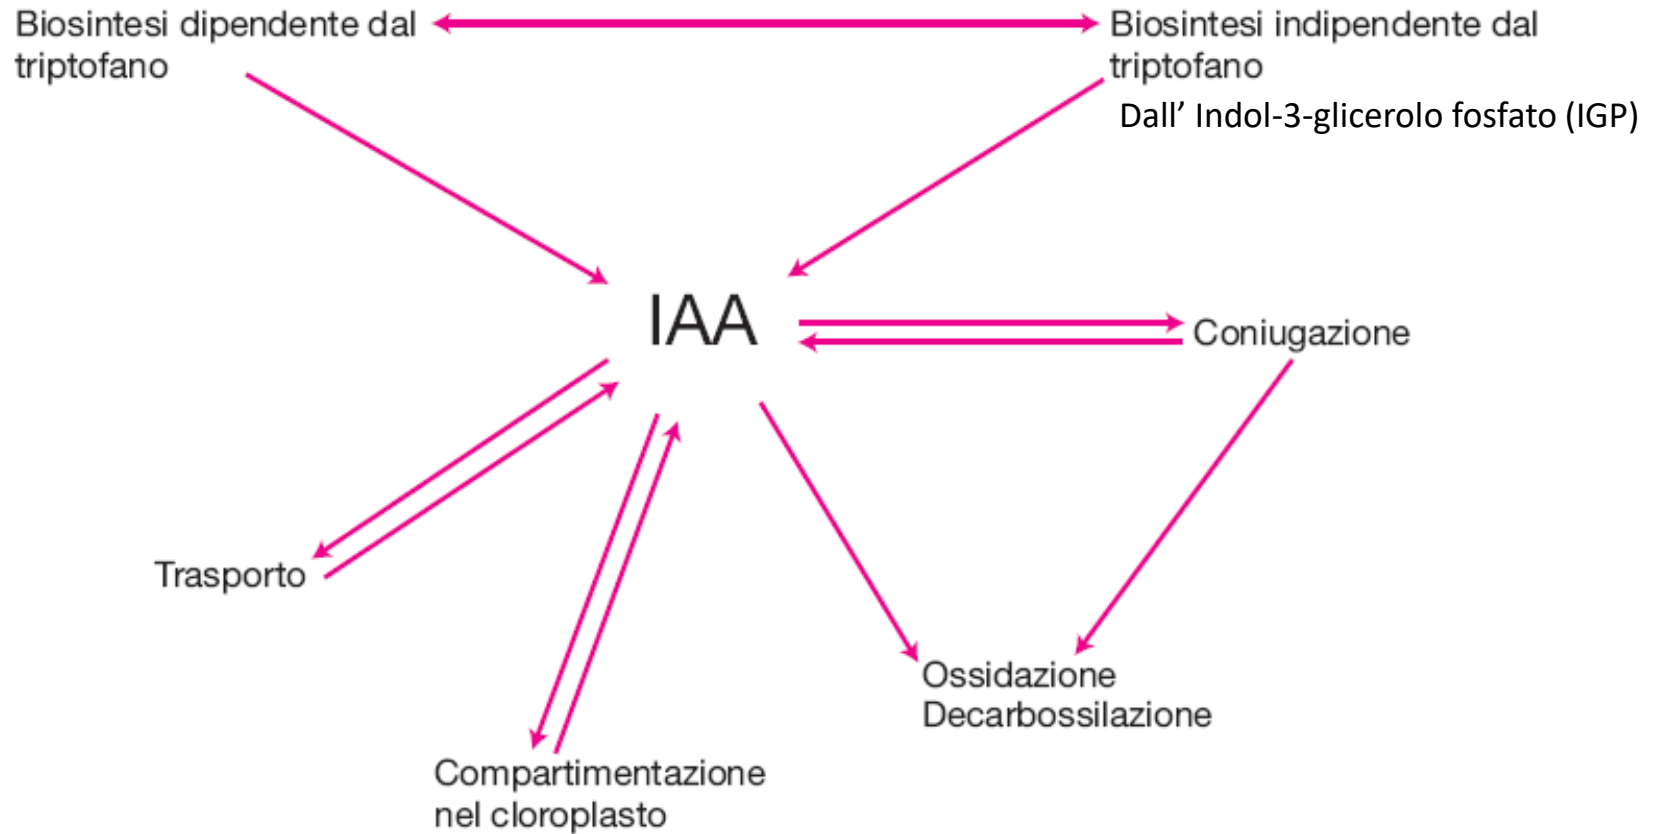 Biosintesi dipendente dal
triptofano
Biosintesi indipendente dal
triptofano
Dall’ Indol-3-glicerolo fosfato (IGP)
IAA
Coniugazione
Trasporto
Ossidazione
Decarbossilazione
Compartimentazione
nel cloroplasto